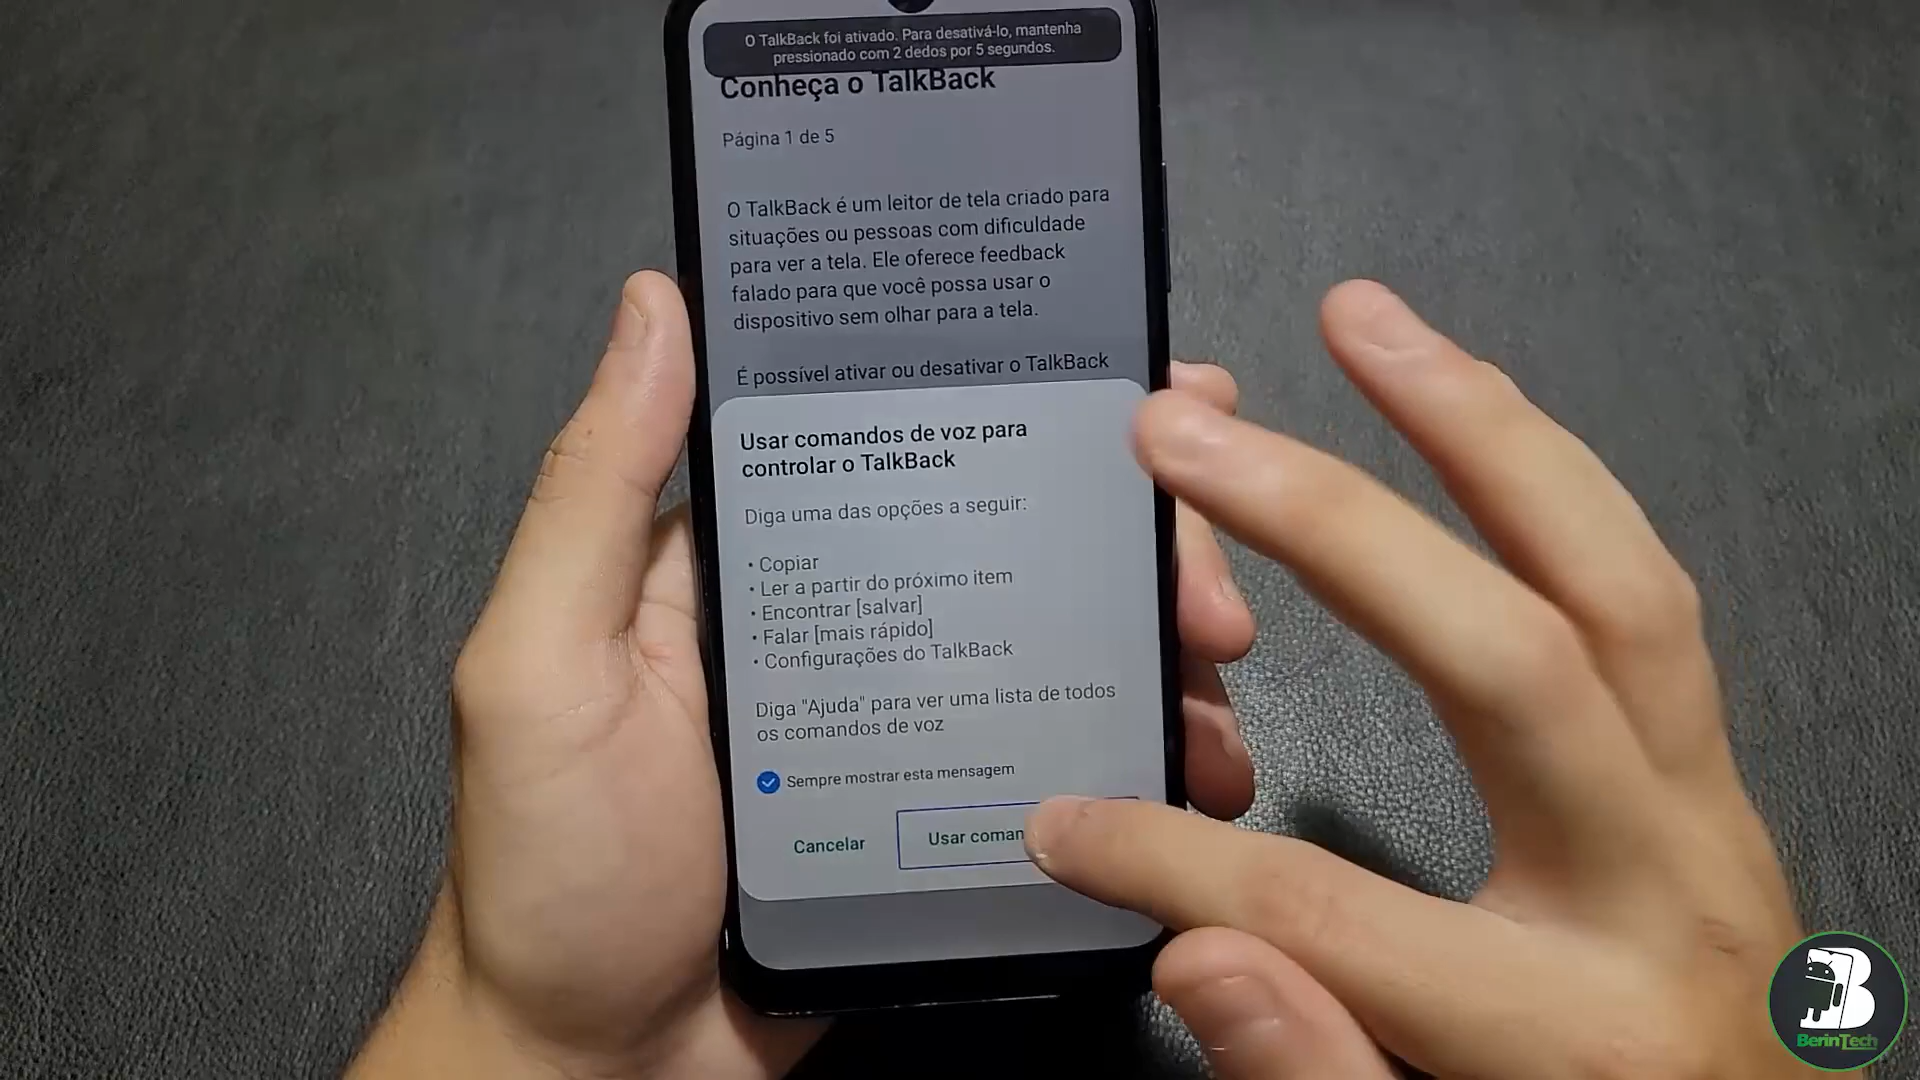 O TalkBack foi ativado. Para desativá-lo, mantenha
pressionado com 2 dedos por 5 segundos.
Conheça o TalkBack
Página 1 de 5
O TalkBack é um leitor de tela criado para
situações ou pessoas com dificuldade
para ver a tela. Ele oferece feedback
falado para que você possa usar o
dispositivo sem olhar para a tela.
É possível ativar ou desativar o TalkBack
Usar comandos de voz para
controlar o TalkBack
Diga uma das opções a seguir:
• Copiar
• Ler a partir do próximo item
• Encontrar [salvar]
• Falar [mais rápido]
• Configurações do TalkBack
Diga "Ajuda" para ver uma lista de todos
os comandos de voz
Sempre mostrar esta mensagem
Cancelar
Usar coman
B
BerinTech